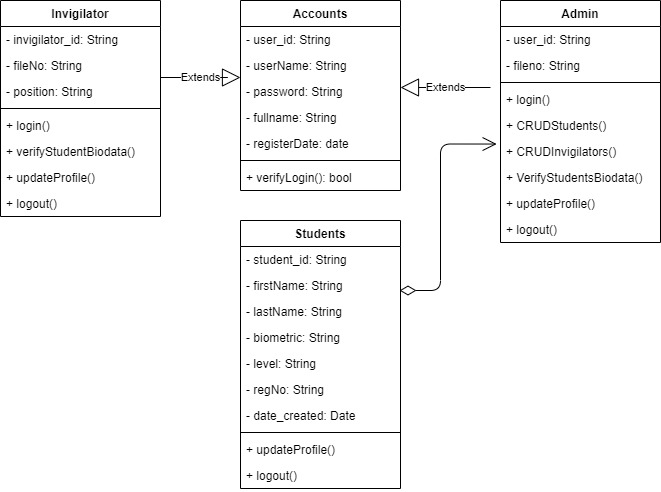 Invigilator
- invigilator_id: String
- fileNo: String
- position: String
+ login()
+ verifyStudentBiodata()
+ updateProfile()
+ logout()
Extends
Accounts
- user_id: String
- userName: String
- password: String
- fullname: String
- registerDate: date
+ verifyLogin(): bool
Extends
Admin
- user_id: String
- fileno: String
+ login()
+ CRUDStudents()
+ CRUDInvigilators()
+ VerifyStudentsBiodata()
+ updateProfile()
+ logout()
Students
- student_id: String
- firstName: String
- lastName: String
- biometric: String
- level: String
- regNo: String
- date_created: Date
+ updateProfile()
+ logout()